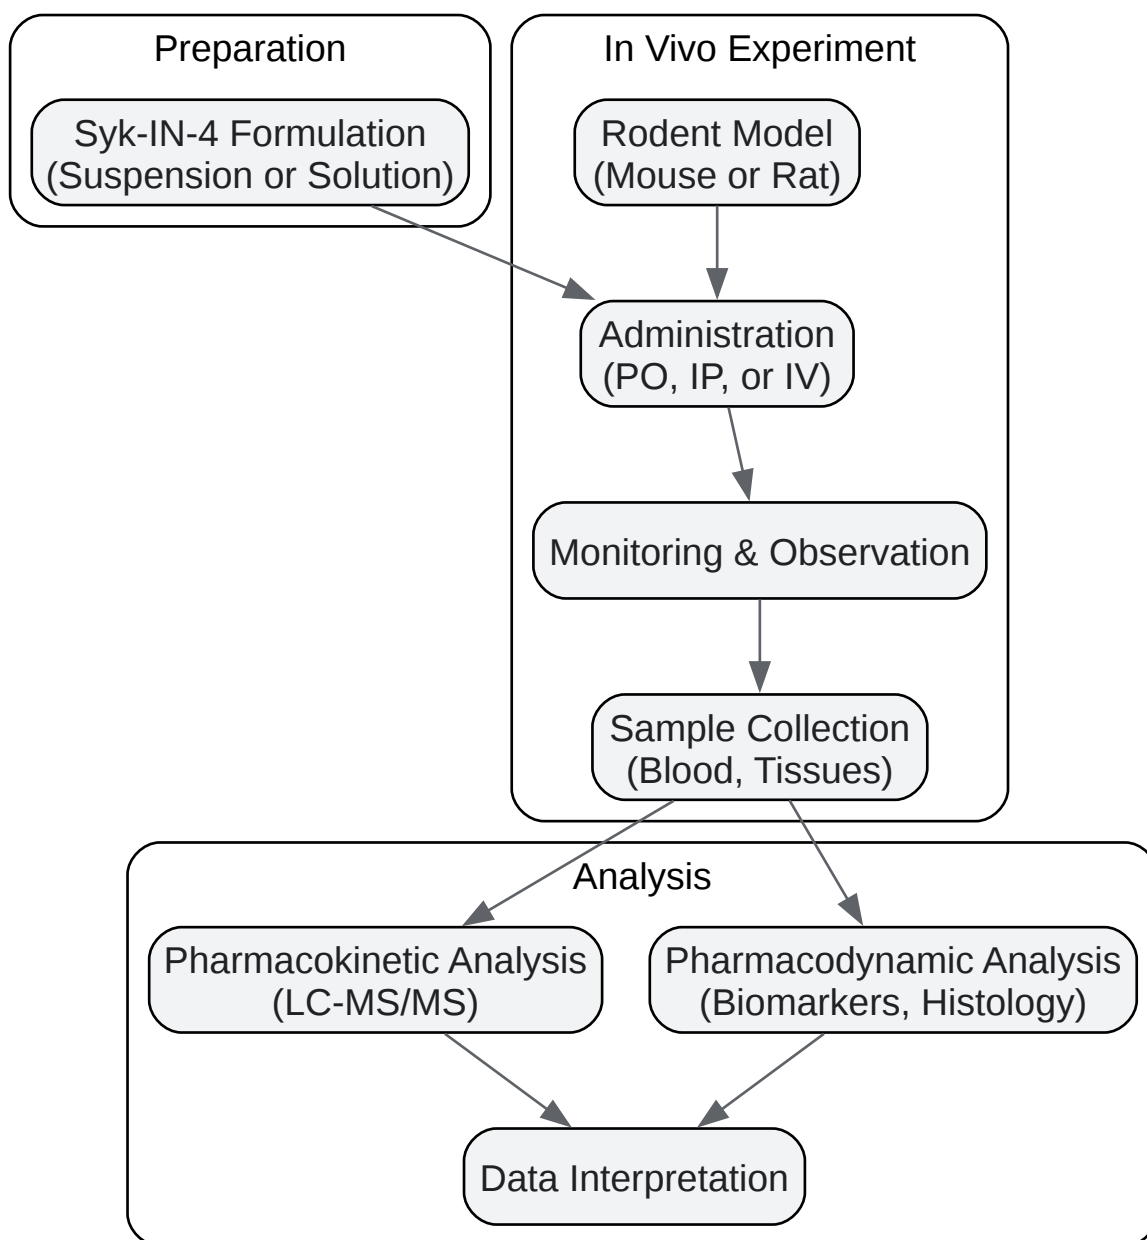 Preparation
In Vivo Experiment
Syk-IN-4 Formulation
(Suspension or Solution)
Rodent Model
(Mouse or Rat)
Administration
(PO, IP, or IV)
Monitoring & Observation
Sample Collection
(Blood, Tissues)
Analysis
Pharmacokinetic Analysis
(LC-MS/MS)
Pharmacodynamic Analysis
(Biomarkers, Histology)
Data Interpretation